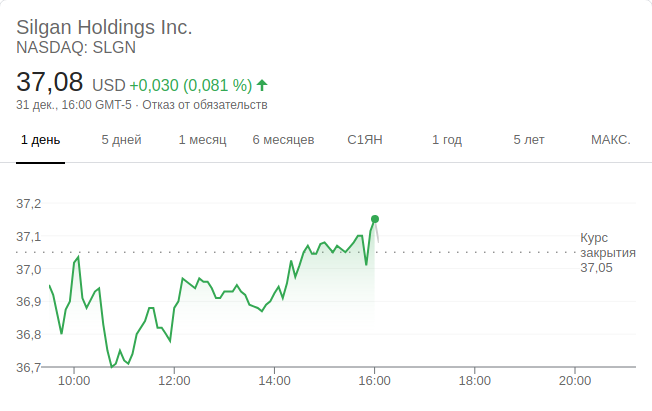 Silgan Holdings Inc.
NASDAQ: SLGN
37,08 USD +0,030 (0,081 %)
31 дек., 16:00 GMT-5 · Отказ от обязательств
1 день 5 дней 1 месяц 6 месяцев С1ЯН 1 год 5 лет МАКС.
37,2
37,1
37,0
36,9
36,8
36,7
Курс
закрытия
37,05
10:00 12:00 14:00 16:00 18:00 20:00